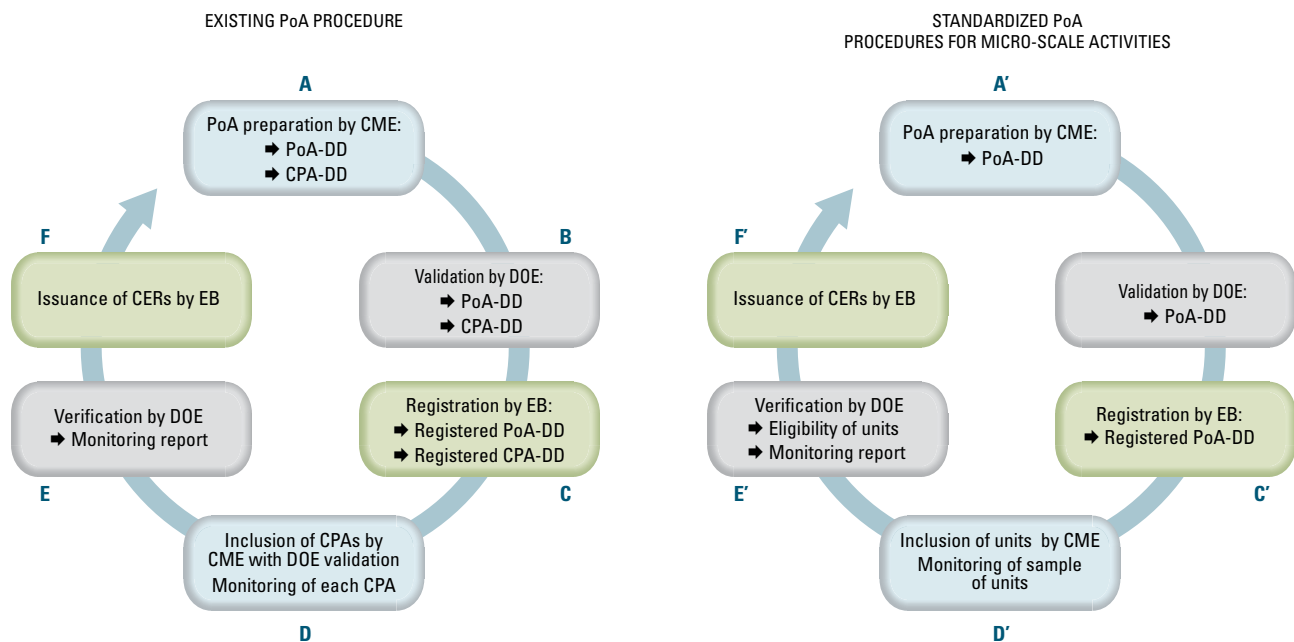 EXISTING PoA PROCEDURE
A
PoA preparation by CME:
➡ PoA-DD
➡ CPA-DD
B
Validation by DOE:
➡ PoA-DD
➡ CPA-DD
Registration by EB:
➡ Registered PoA-DD
➡ Registered CPA-DD
C
Inclusion of CPAs by
CME with DOE validation
Monitoring of each CPA
D
Verification by DOE
➡ Monitoring report
E
F
Issuance of CERs by EB
STANDARDIZED PoA
PROCEDURES FOR MICRO-SCALE ACTIVITIES
A'
PoA preparation by CME:
➡ PoA-DD
Validation by DOE:
➡ PoA-DD
Registration by EB:
➡ Registered PoA-DD
C'
Inclusion of units by CME
Monitoring of sample
of units
D'
Verification by DOE
➡ Eligibility of units
➡ Monitoring report
E'
F'
Issuance of CERs by EB